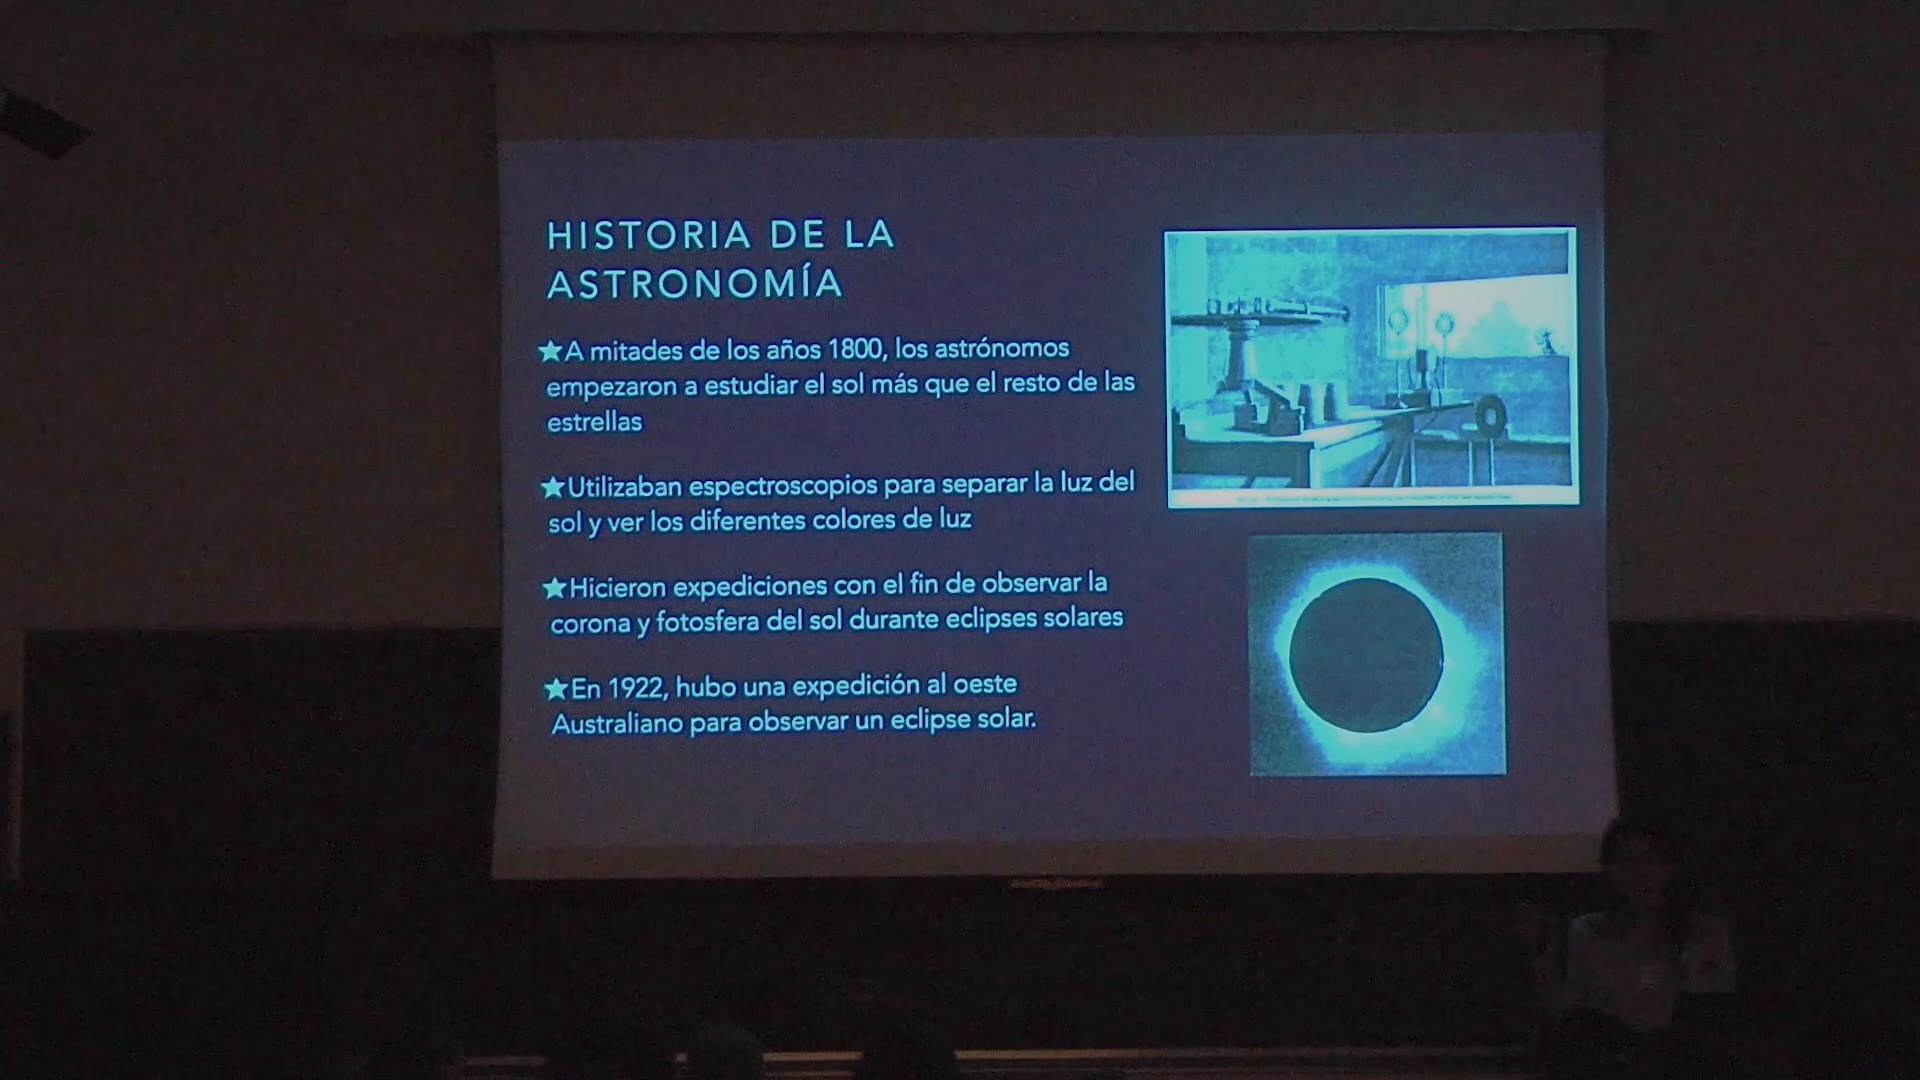 HISTORIA DE LA
ASTRONOMÍA
★A mitades de los años 1800, los astrónomos
empezaron a estudiar el sol más que el resto de las
estrellas
★Utilizaban espectroscopios para separar la luz del
sol y ver los diferentes colores de luz
★Hicieron expediciones con el fin de observar la
corona y fotosfera del sol durante eclipses solares
★En 1922, hubo una expedición al oeste
Australiano para observar un eclipse solar.